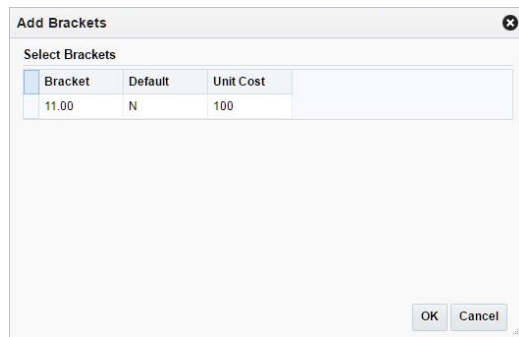 Add Brackets
Select Brackets
Bracket Default Unit Cost
11.00 N 100
OK Cancel